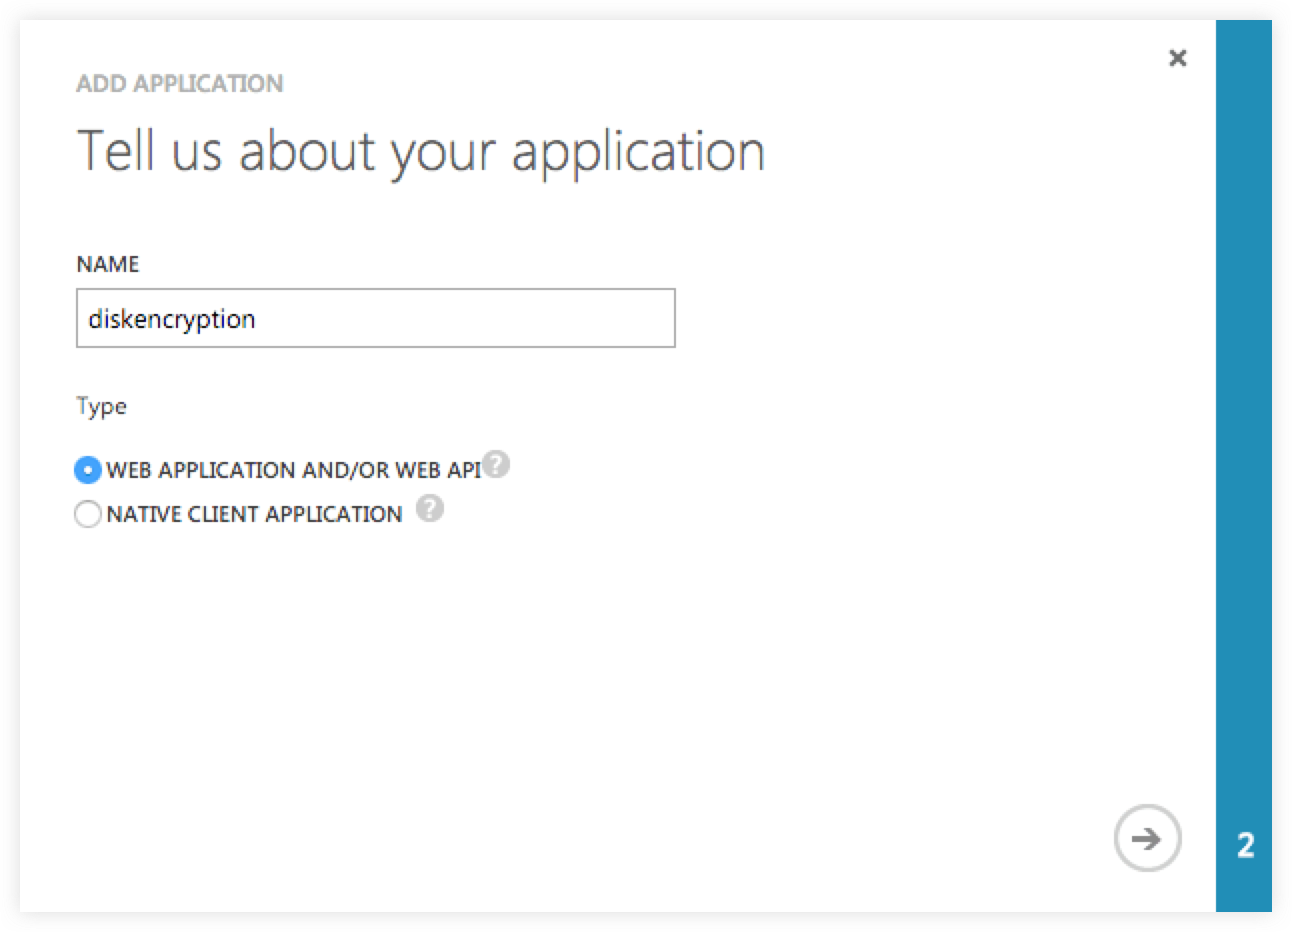 ADD APPLICATION
Tell us about your application
NAME
diskencryption
Type
WEB APPLICATION AND/OR WEB API ?
NATIVE CLIENT APPLICATION ?
2